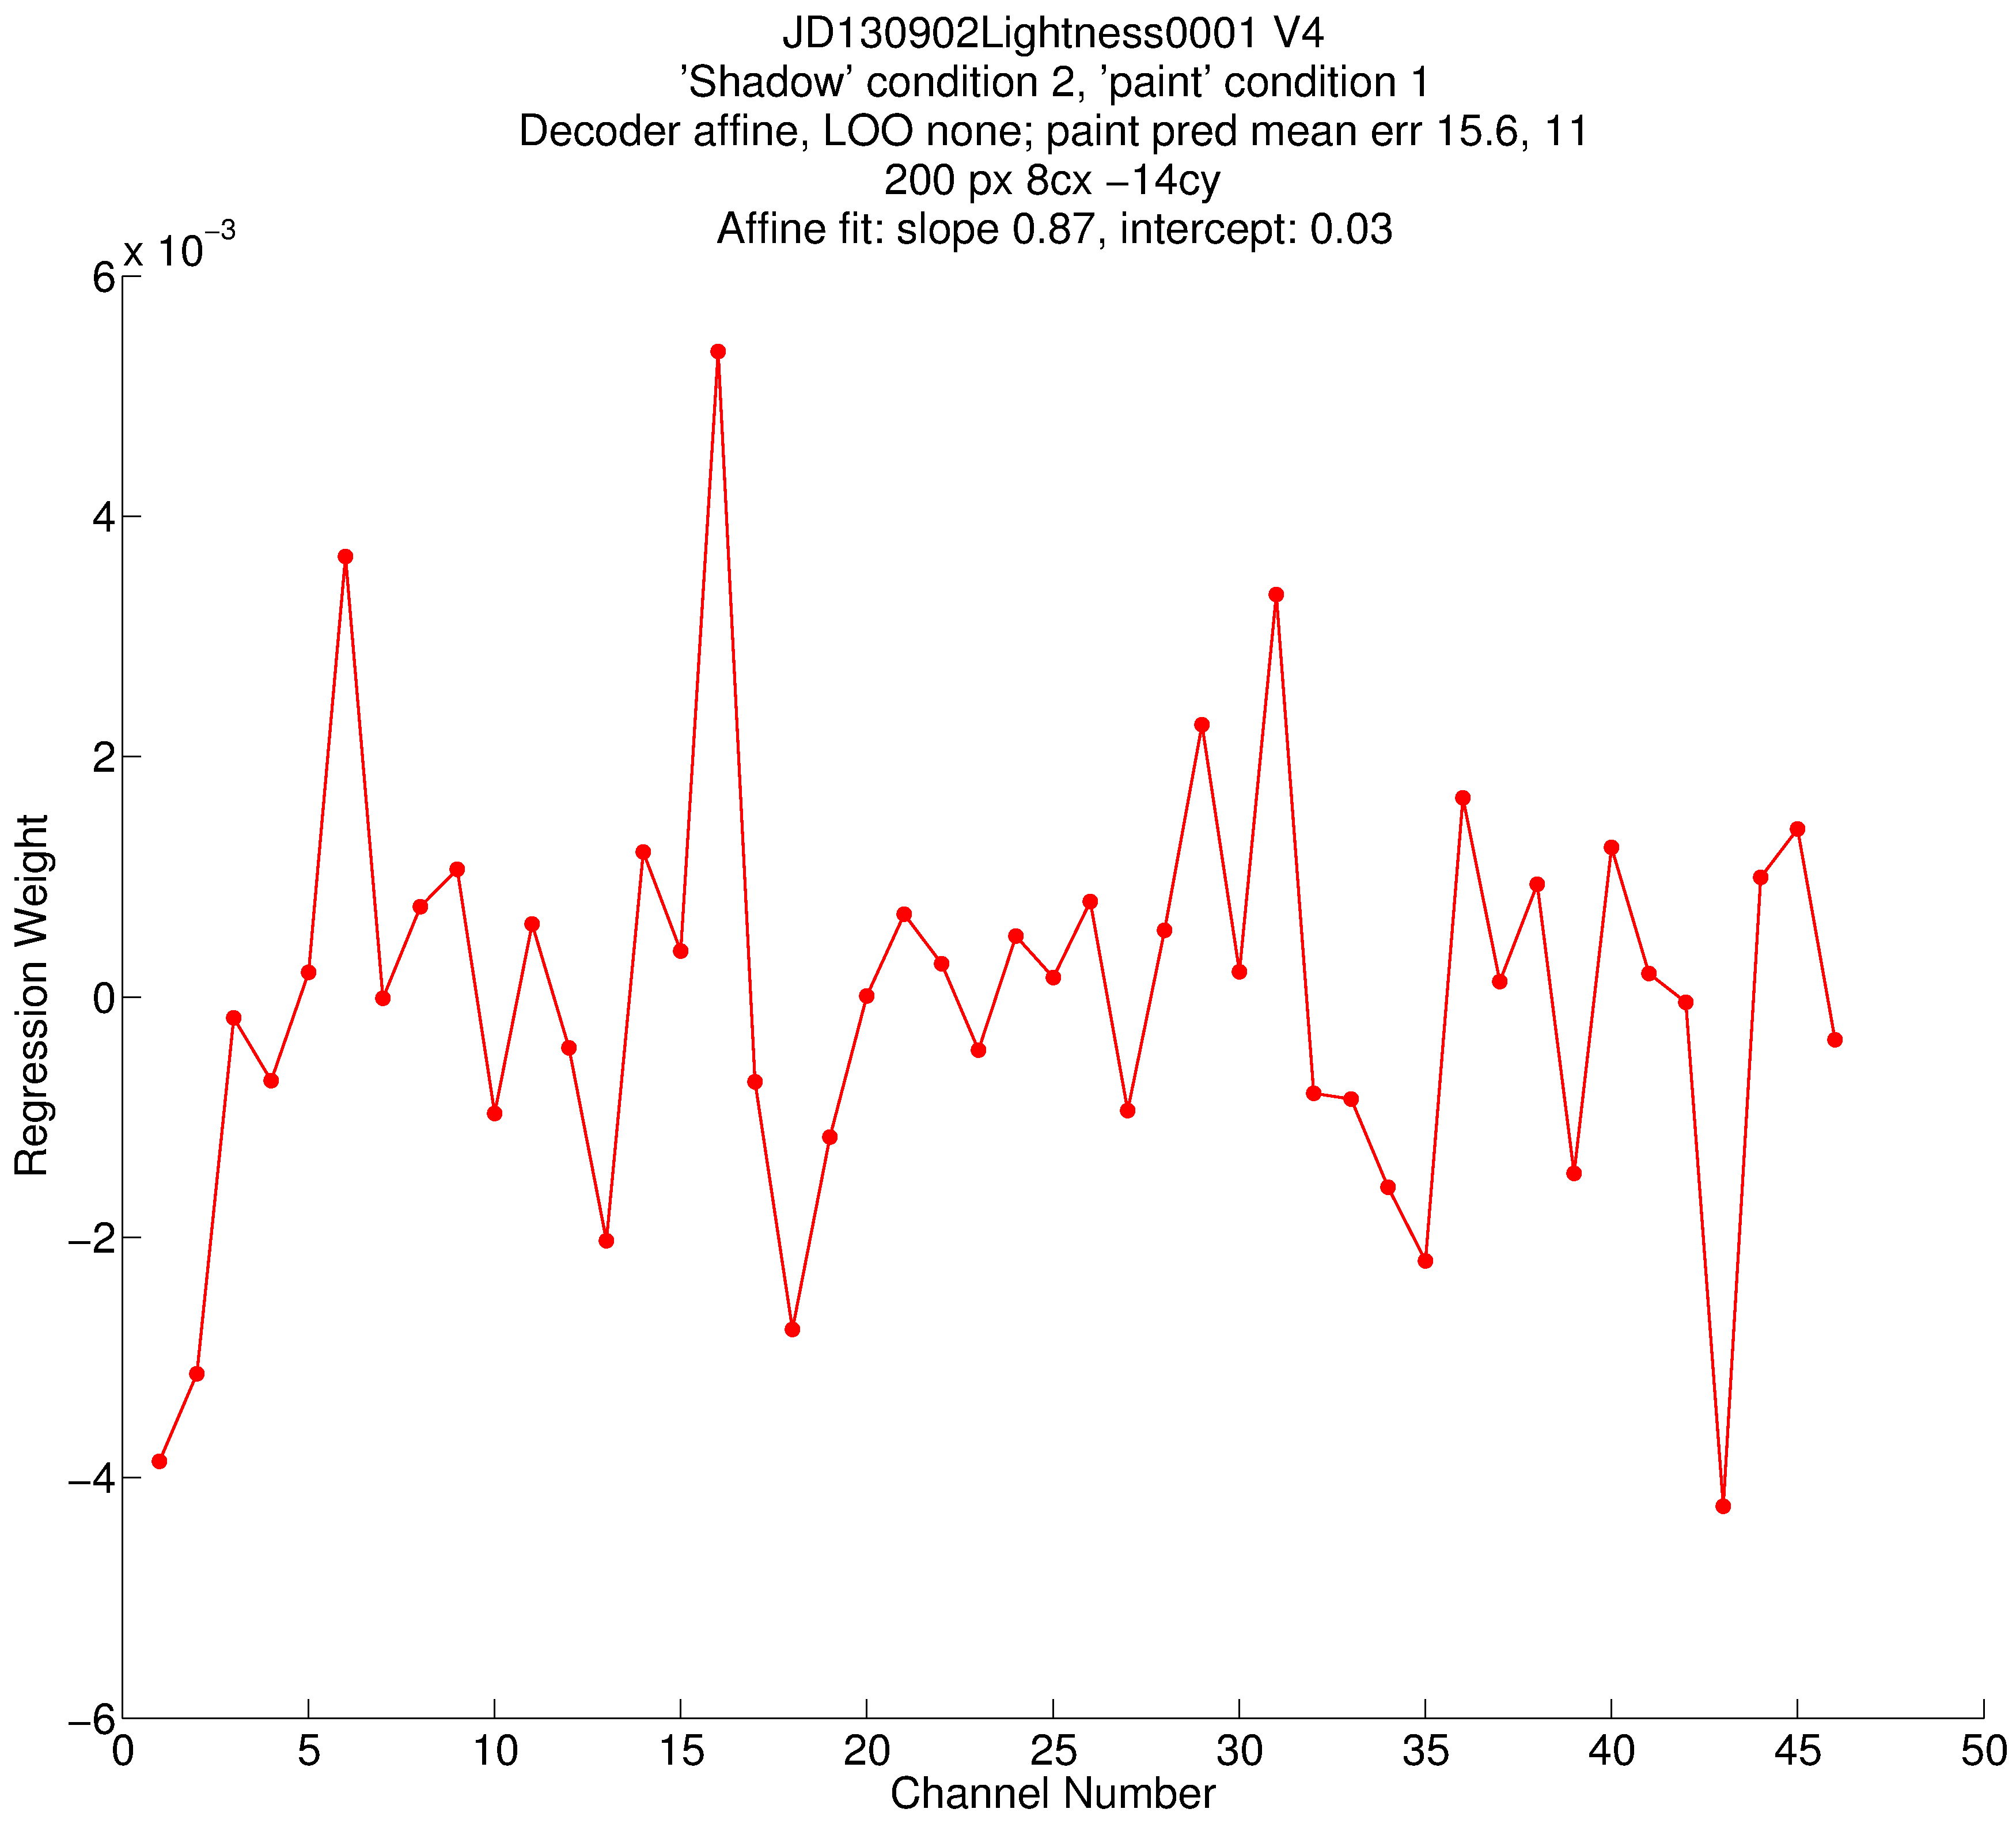 JD130902Lightness0001 V4
'Shadow' condition 2, 'paint' condition 1
Decoder affine, LOO none; paint pred mean err 15.6, 11
200 px 8cx −14cy
Affine fit: slope 0.87, intercept: 0.03
x 10⁻³
6
4
2
0
−2
−4
−6
Regression Weight
0 5 10 15 20 25 30 35 40 45 50
Channel Number